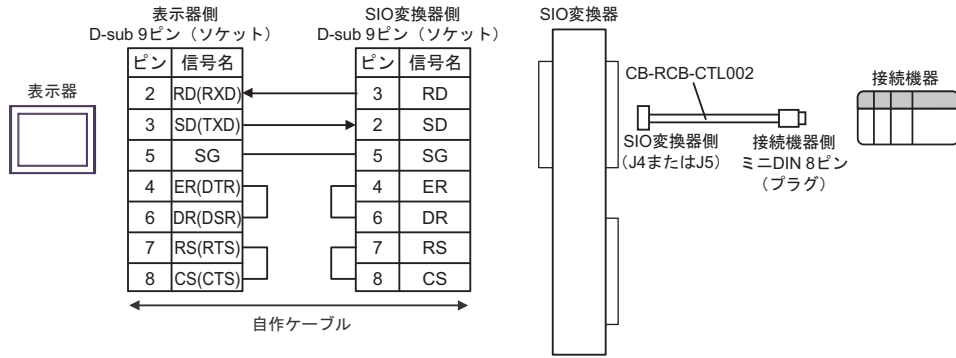 表示器側
D-sub 9ピン（ソケット）
SIO変換器側
D-sub 9ピン（ソケット）
SIO変換器
表示器
ピン 信号名
2 RD(RXD)
3 SD(TXD)
5 SG
4 ER(DTR)
6 DR(DSR)
7 RS(RTS)
8 CS(CTS)
ピン 信号名
3 RD
2 SD
5 SG
4 ER
6 DR
7 RS
8 CS
自作ケーブル
CB-RCB-CTL002
SIO変換器側
（J4またはJ5）
接続機器側
ミニDIN 8ピン
（プラグ）
接続機器